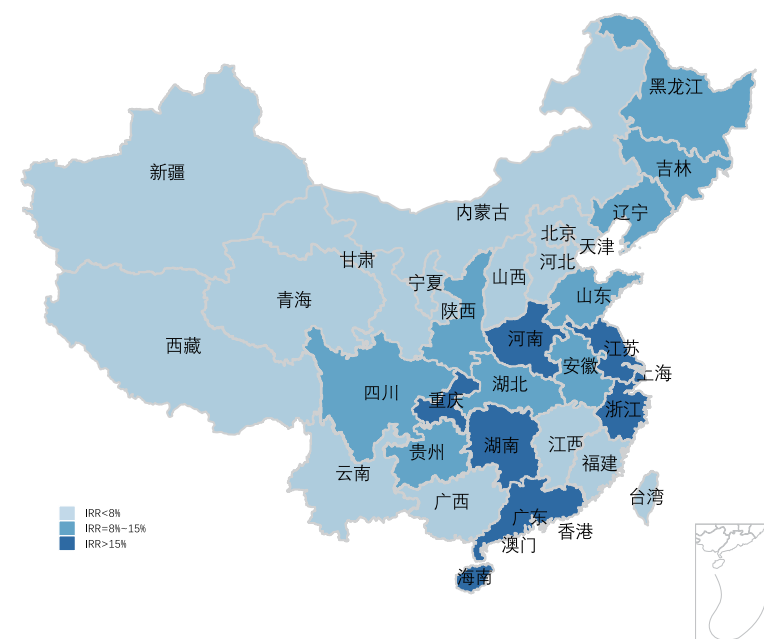 黑龙江
吉林
新疆
内蒙古
辽宁
北京
天津
甘肃
河北
宁夏
山西
青海
山东
陕西
河南
西藏
江苏
安徽
上海
四川
湖北
重庆
浙江
湖南
江西
贵州
福建
云南
广西
台湾
IRR<8%
广东
IRR=8%-15%
香港
IRR>15%
澳门
海南